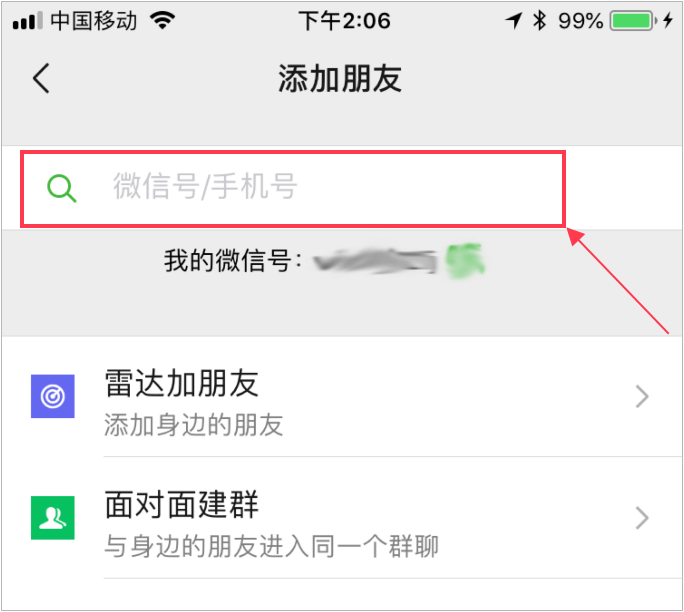 中国移动 下午2:06 99%
添加朋友
微信号/手机号
我的微信号：
雷达加朋友
添加身边的朋友
面对面建群
与身边的朋友进入同一个群聊